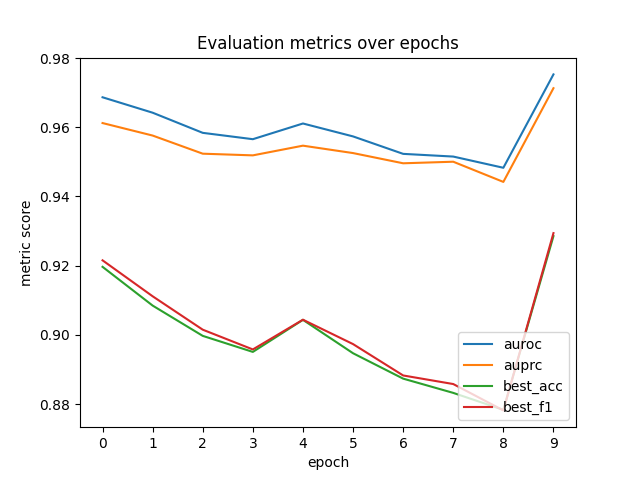 Evaluation metrics over epochs
metric score
0.98
0.96
0.94
0.92
0.90
0.88
auroc
auprc
best_acc
best_f1
0 1 2 3 4 5 6 7 8 9
epoch